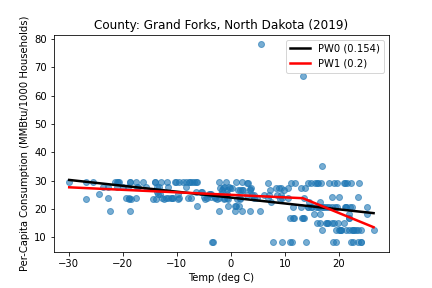 County: Grand Forks, North Dakota (2019)
Per-Capita Consumption (MMBtu/1000 Households)
80
70
60
50
40
30
20
10
PW0 (0.154)
PW1 (0.2)
−30 −20 −10 0 10 20
Temp (deg C)